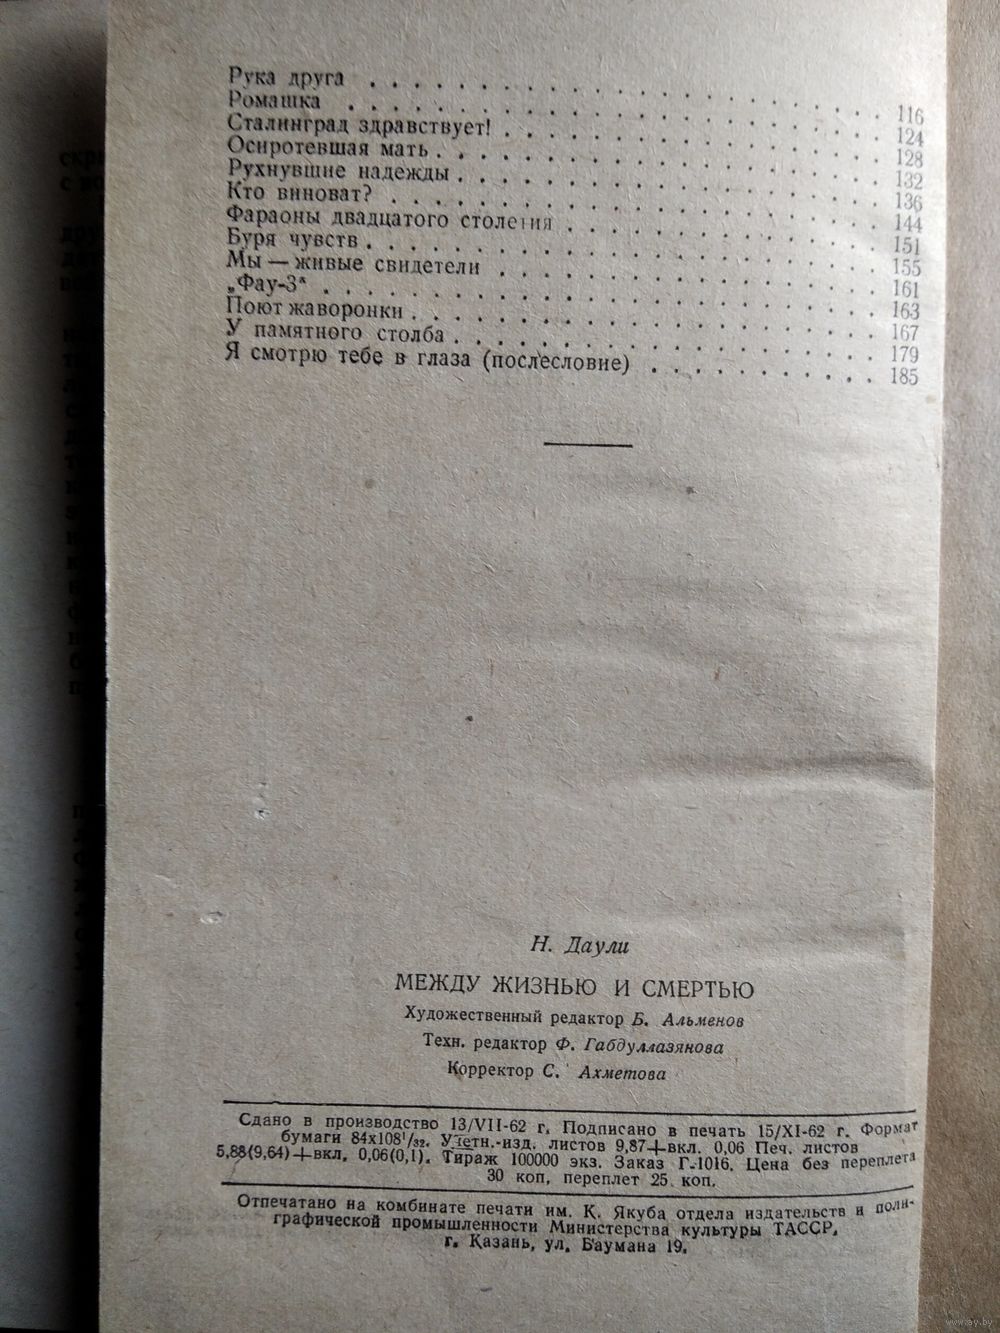 Рука друга . . . . . . . . . . . . . . . . . . 116
Ромашка . . . . . . . . . . . . . . . . . . 124
Сталинград здравствует! . . . . . . . . . . . . . 128
Осиротевшая мать . . . . . . . . . . . . . . . 132
Рухнувшие надежды . . . . . . . . . . . . . . 136
Кто виноват? . . . . . . . . . . . . . . . . . 144
Фараоны двадцатого столетия . . . . . . . . . . 151
Буря чувств . . . . . . . . . . . . . . . . . . 155
Мы — живые свидетели . . . . . . . . . . . . . 161
„Фау-3“ . . . . . . . . . . . . . . . . . . . . 163
Поют жаворонки . . . . . . . . . . . . . . . . 167
У памятного столба . . . . . . . . . . . . . . 179
Я смотрю тебе в глаза (послесловие) . . . . . . . 185
Н. Даули
МЕЖДУ ЖИЗНЬЮ И СМЕРТЬЮ
Художественный редактор Б. Альменов
Техн. редактор Ф. Габдуллазянова
Корректор С. Ахметова
Сдано в производство 13/VII-62 г. Подписано в печать 15/XI-62 г. Формат
бумаги 84х108¹/₃₂. Учетн.-изд. листов 9,87+вкл. 0,06 Печ. листов
5,88(9,64)+вкл. 0,06(0,1). Тираж 100000 экз. Заказ Г-1016. Цена без переплета
30 коп. переплет 25 коп.
Отпечатано на комбинате печати им. К. Якуба отдела издательств и поли-
графической промышленности Министерства культуры ТАССР.
г. Казань, ул. Баумана 19.
www.ay.by